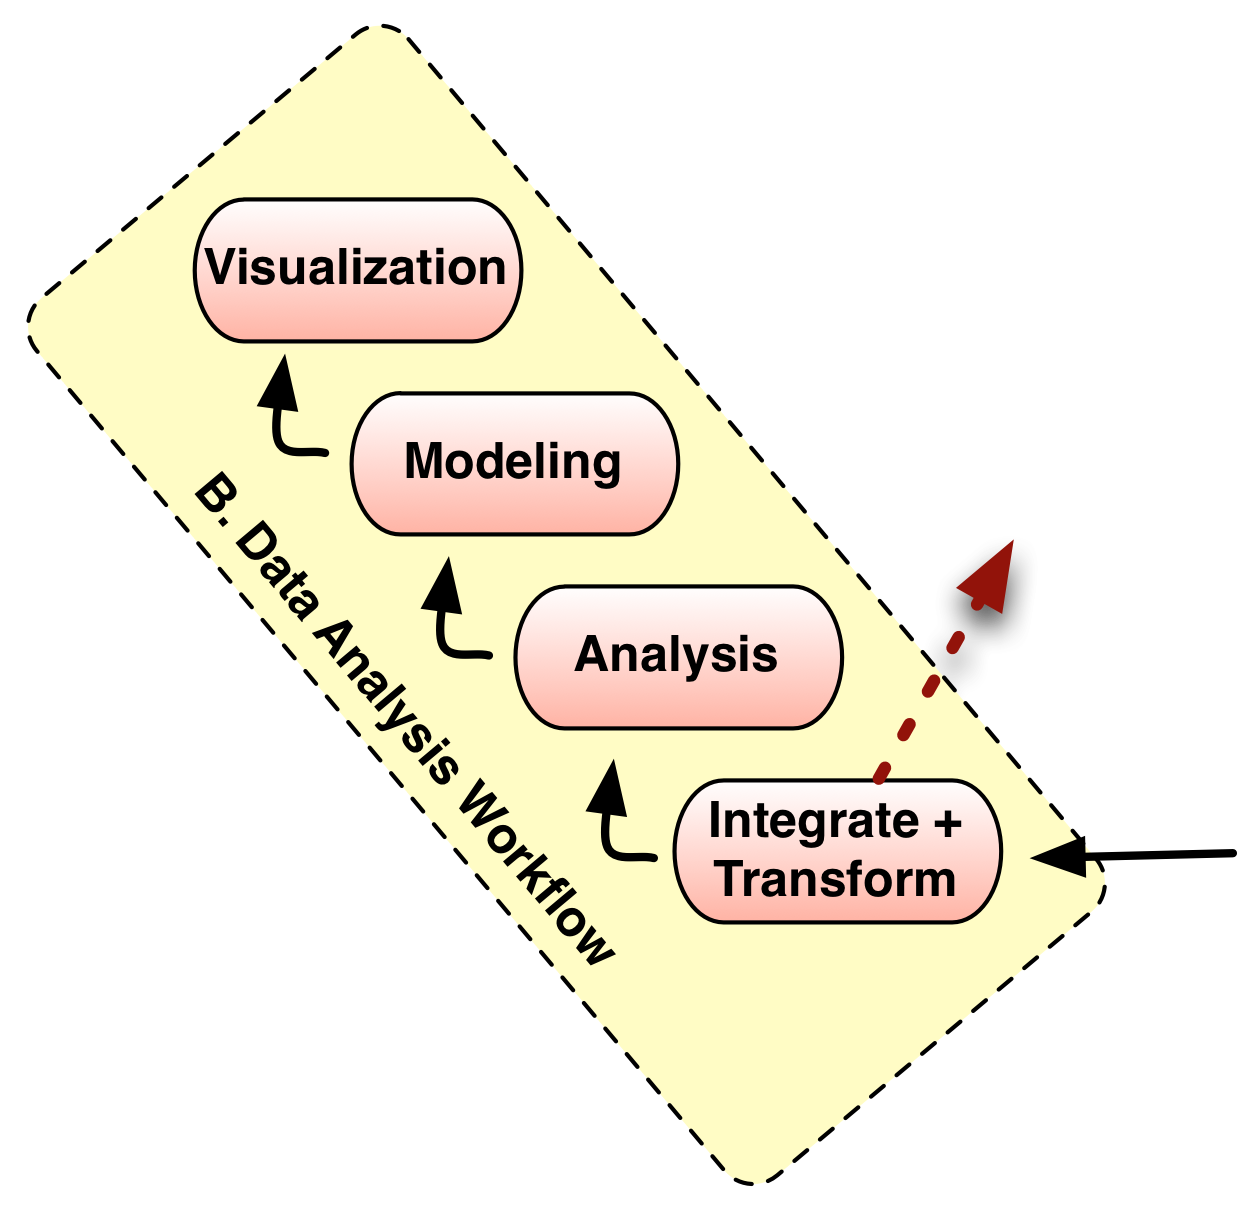 Visualization
Modeling
Analysis
Integrate +
Transform
B. Data Analysis Workflow